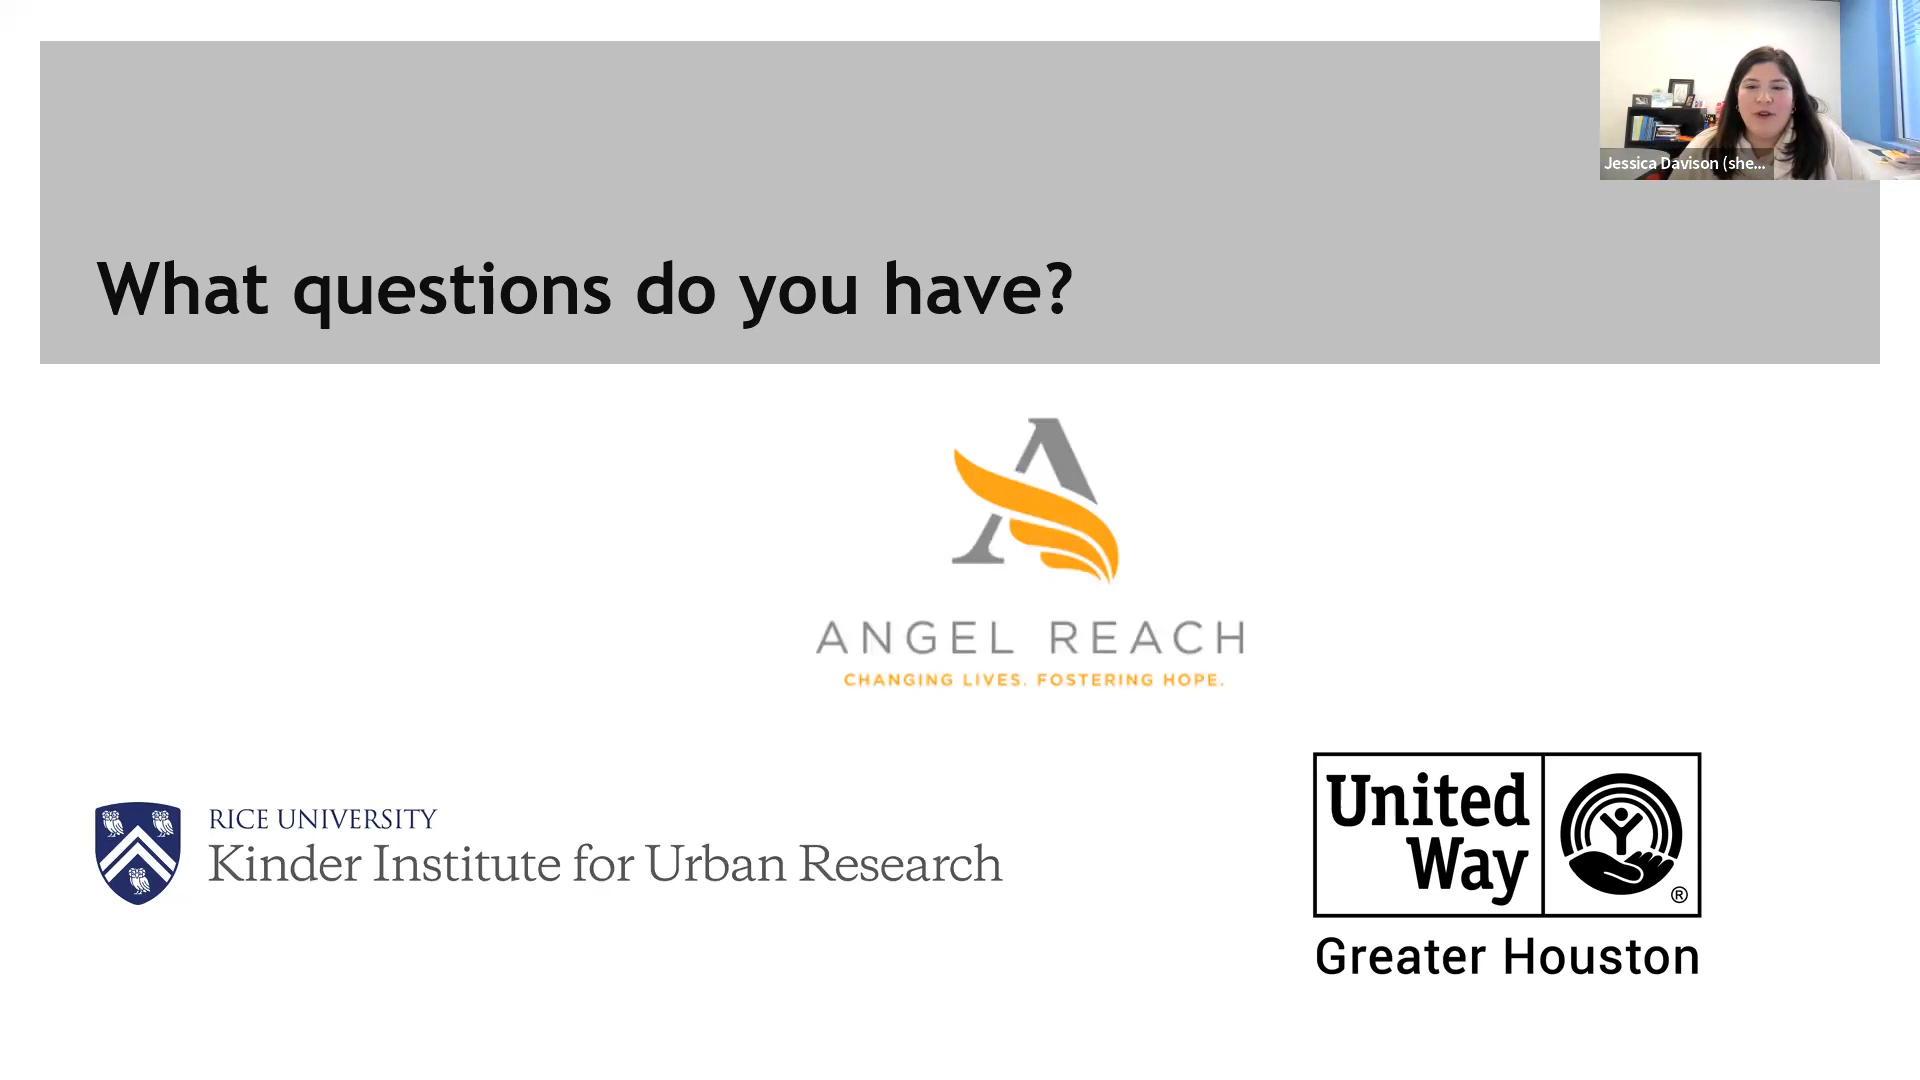 Jessica Davison (she...
What questions do you have?
ANGEL REACH
CHANGING LIVES. FOSTERING HOPE.
RICE UNIVERSITY
Kinder Institute for Urban Research
United
Way
®
Greater Houston